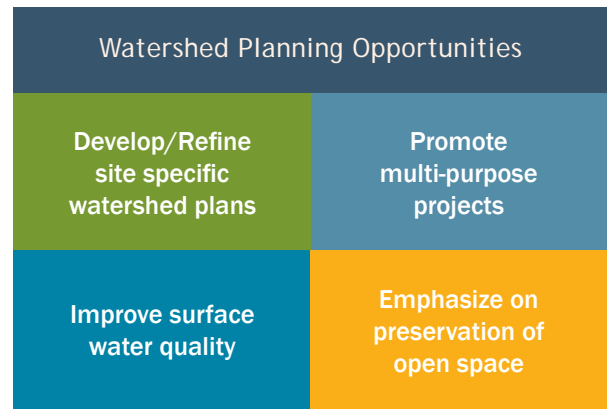 Watershed Planning Opportunities
Develop/Refine
site specific
watershed plans
Promote
multi-purpose
projects
Improve surface
water quality
Emphasize on
preservation of
open space